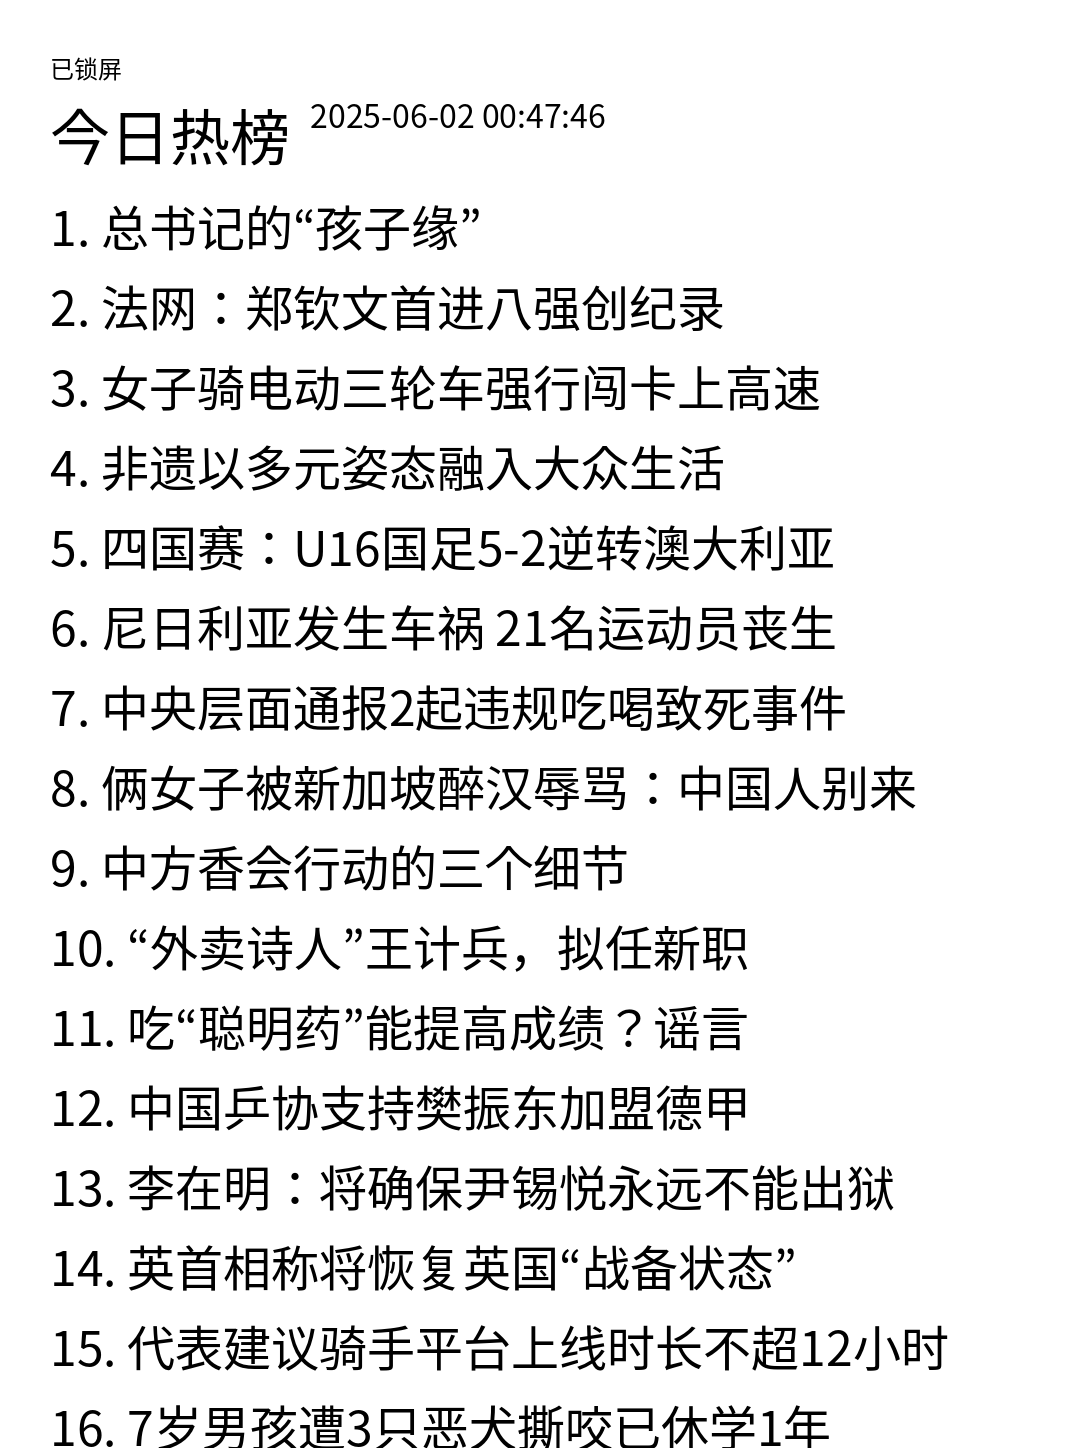 已锁屏
今日热榜 2025-06-02 00:47:46
1. 总书记的“孩子缘”
2. 法网：郑钦文首进八强创纪录
3. 女子骑电动三轮车强行闯卡上高速
4. 非遗以多元姿态融入大众生活
5. 四国赛：U16国足5-2逆转澳大利亚
6. 尼日利亚发生车祸 21名运动员丧生
7. 中央层面通报2起违规吃喝致死事件
8. 俩女子被新加坡醉汉辱骂：中国人别来
9. 中方香会行动的三个细节
10. “外卖诗人”王计兵，拟任新职
11. 吃“聪明药”能提高成绩？谣言
12. 中国乒协支持樊振东加盟德甲
13. 李在明：将确保尹锡悦永远不能出狱
14. 英首相称将恢复英国“战备状态”
15. 代表建议骑手平台上线时长不超12小时
16. 7岁男孩遭3只恶犬撕咬已休学1年